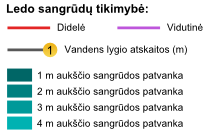 Ledo sangrūdų tikimybė:
Didelė Vidutinė
1 Vandens lygio atskaitos (m)
1 m aukščio sangrūdos patvanka
2 m aukščio sangrūdos patvanka
3 m aukščio sangrūdos patvanka
4 m aukščio sangrūdos patvanka